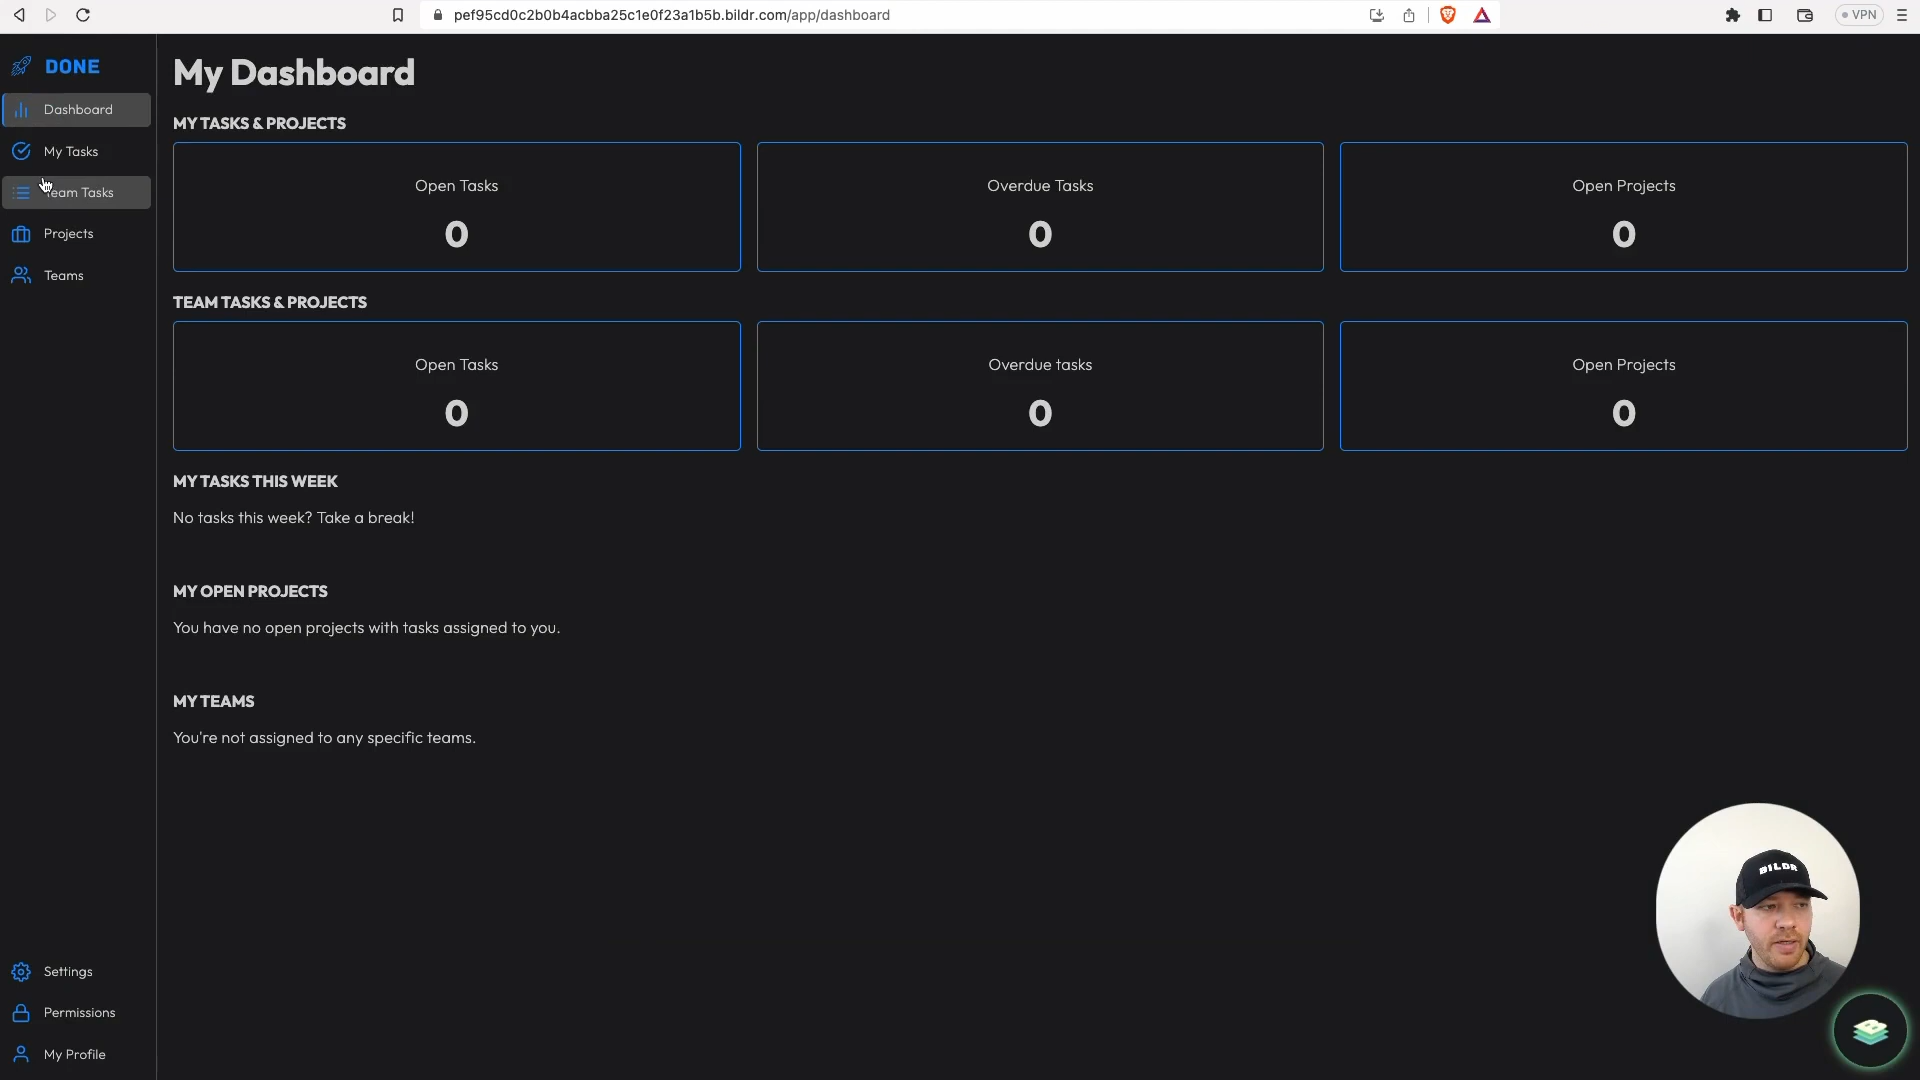 pef95cd0c2b0b4acbba25c1e0f23a1b5b.bildr.com/app/dashboard
VPN
DONE
Dashboard
My Tasks
Team Tasks
Projects
Teams
Settings
Permissions
My Profile
My Dashboard
MY TASKS & PROJECTS
Open Tasks
0
Overdue Tasks
0
Open Projects
0
TEAM TASKS & PROJECTS
Open Tasks
0
Overdue tasks
0
Open Projects
0
MY TASKS THIS WEEK
No tasks this week? Take a break!
MY OPEN PROJECTS
You have no open projects with tasks assigned to you.
MY TEAMS
You're not assigned to any specific teams.
BILDR